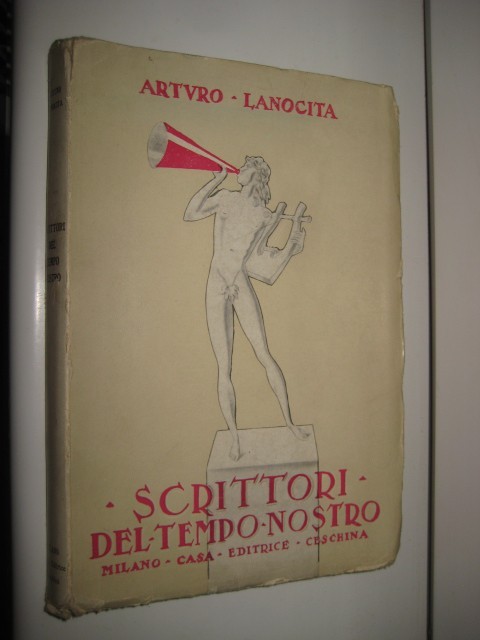 ARTVRO - LANOCITA
· SCRITTORI ·
DEL·TEMPO·NOSTRO
MILANO - CASA - EDITRICE - CESCHINA